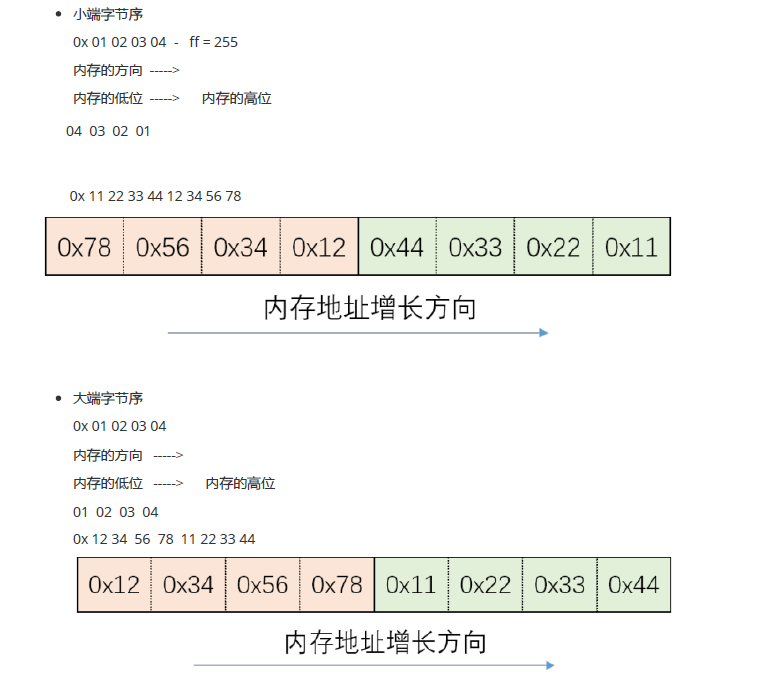 小端字节序
0x 01 02 03 04 - ff = 255
内存的方向 ----->
内存的低位 -----> 内存的高位
04 03 02 01
0x 11 22 33 44 12 34 56 78
0x78 0x56 0x34 0x12 0x44 0x33 0x22 0x11
内存地址增长方向
大端字节序
0x 01 02 03 04
内存的方向 ----->
内存的低位 -----> 内存的高位
01 02 03 04
0x 12 34 56 78 11 22 33 44
0x12 0x34 0x56 0x78 0x11 0x22 0x33 0x44
内存地址增长方向